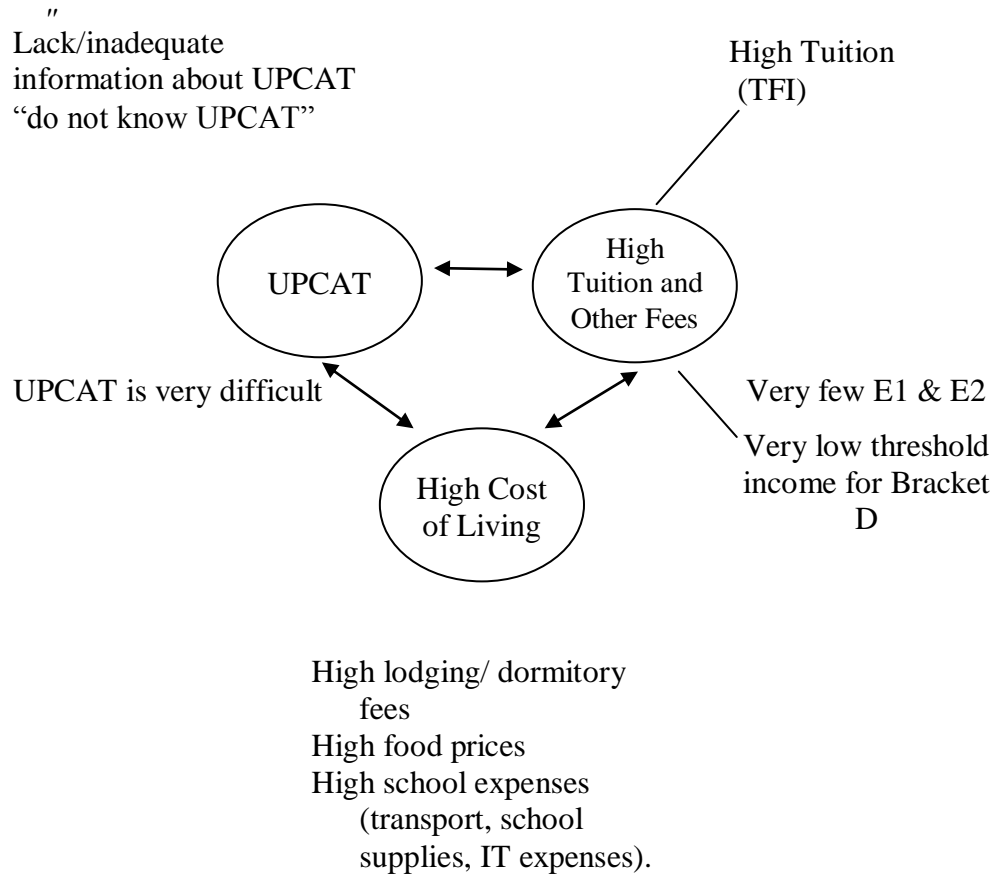 "
Lack/inadequate
information about UPCAT
“do not know UPCAT”
High Tuition
(TFI)
UPCAT
High
Tuition and
Other Fees
UPCAT is very difficult
Very few E1 & E2
Very low threshold
income for Bracket
D
High Cost
of Living
High lodging/ dormitory
fees
High food prices
High school expenses
(transport, school
supplies, IT expenses).